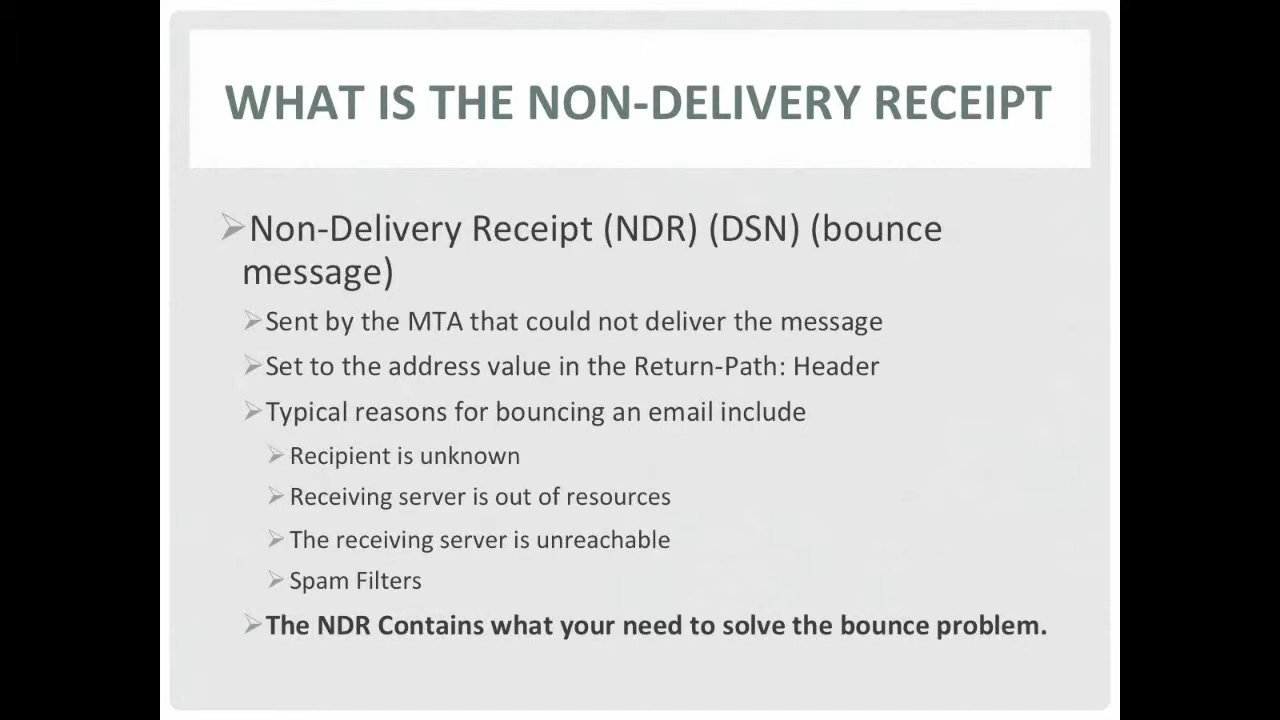 WHAT IS THE NON-DELIVERY RECEIPT
Non-Delivery Receipt (NDR) (DSN) (bounce
message)
Sent by the MTA that could not deliver the message
Set to the address value in the Return-Path: Header
Typical reasons for bouncing an email include
Recipient is unknown
Receiving server is out of resources
The receiving server is unreachable
Spam Filters
The NDR Contains what your need to solve the bounce problem.